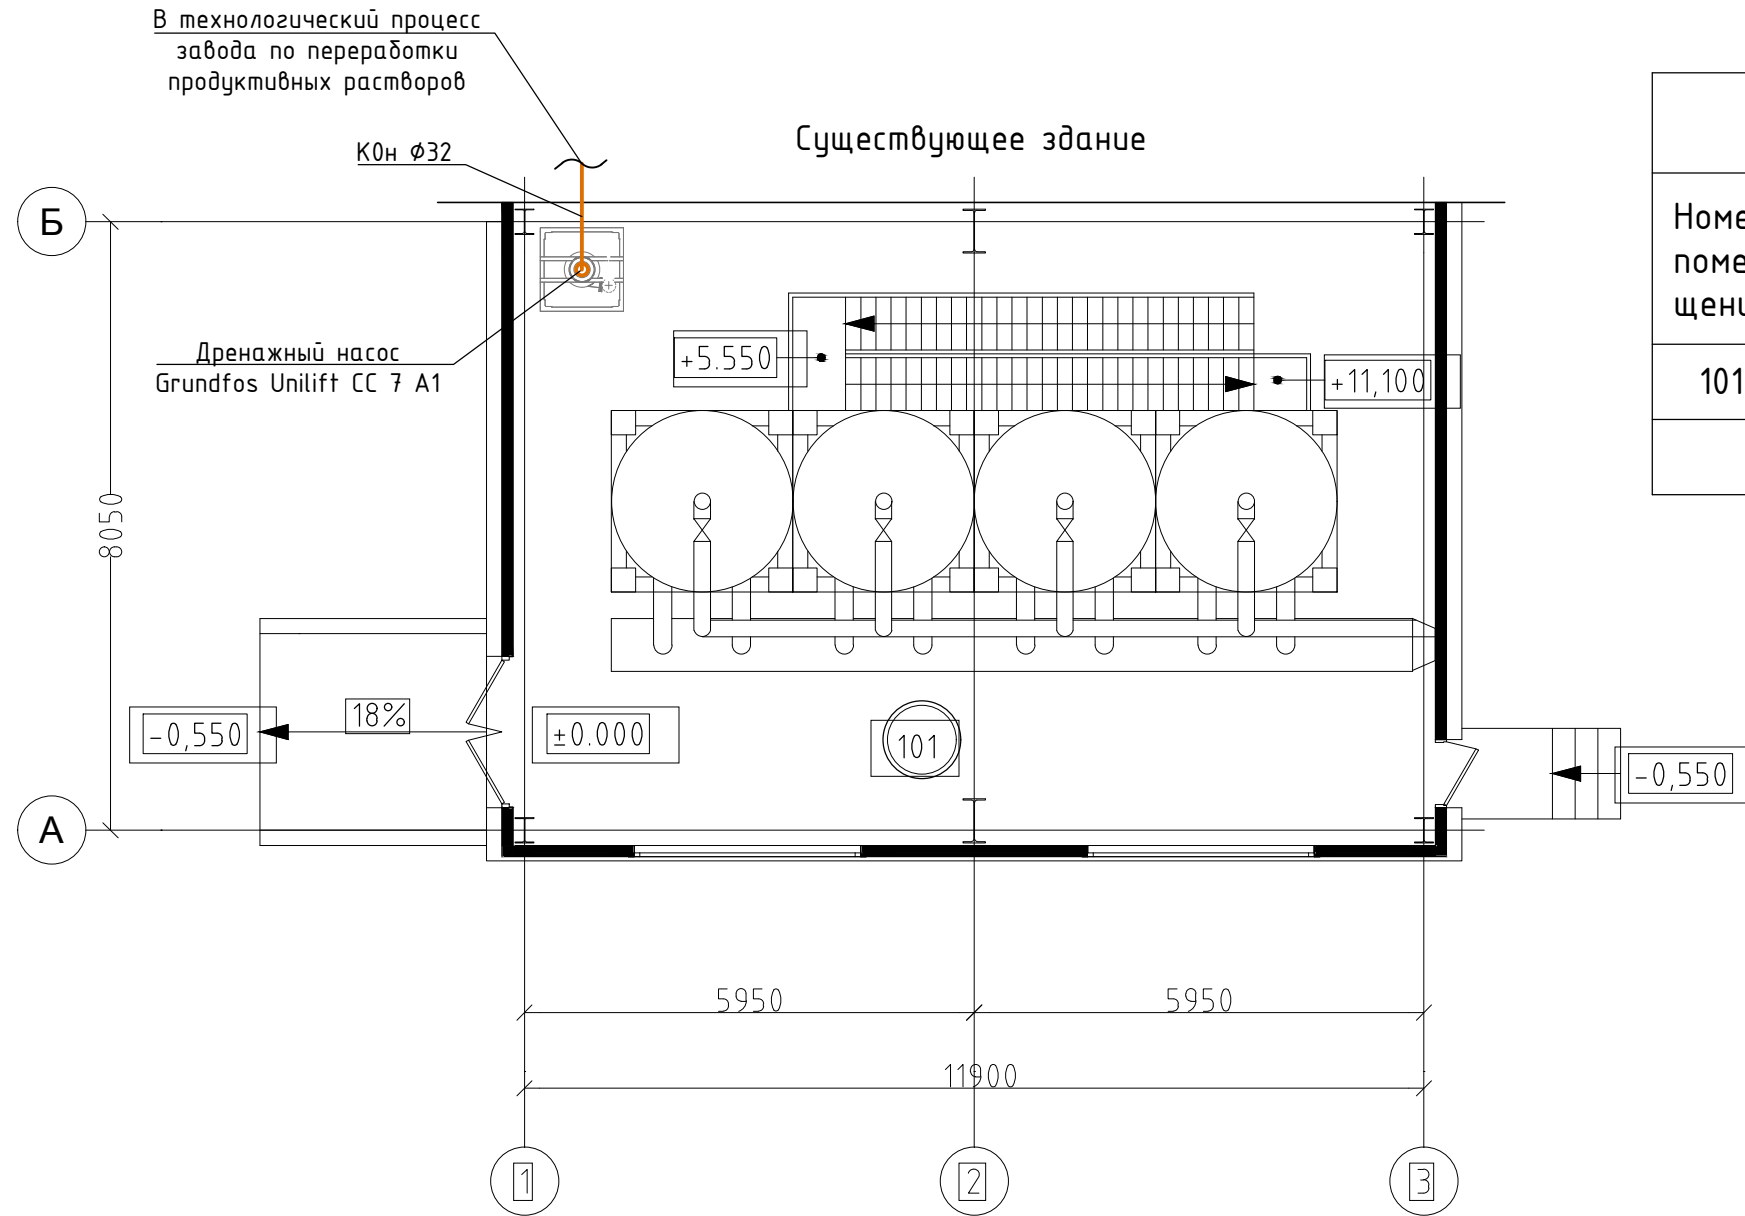 В технологический процесс
завода по переработки
продуктивных растворов
К0н Ф32
Существующее здание
Б
Дренажный насос
Grundfos Unilift CC 7 A1
+5.550
+11,100
101
8050
18%
-0,550
±0.000
101
-0,550
А
5950
5950
11900
1
2
3